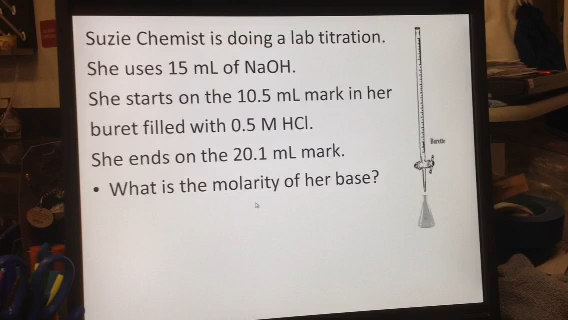 Suzie Chemist is doing a lab titration.
She uses 15 mL of NaOH.
She starts on the 10.5 mL mark in her
buret filled with 0.5 M HCl.
She ends on the 20.1 mL mark.
• What is the molarity of her base?